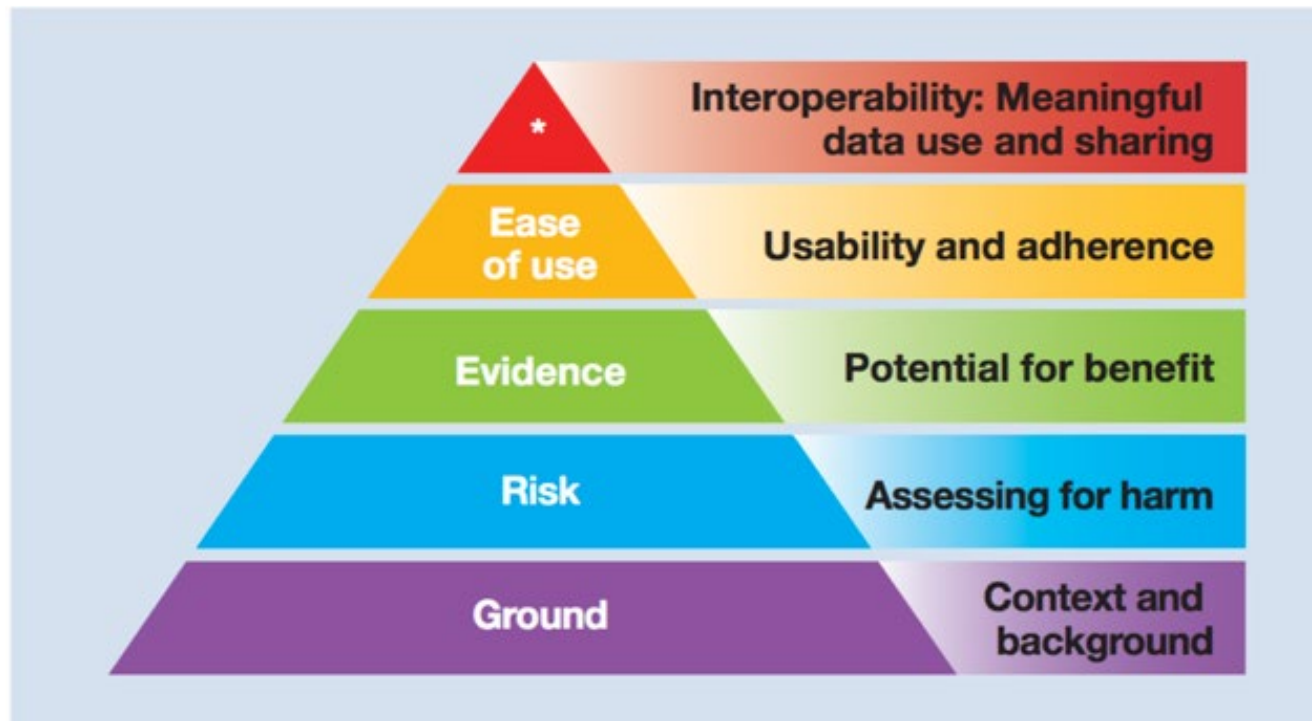 *
Interoperability: Meaningful
data use and sharing
Ease
of use
Usability and adherence
Evidence
Potential for benefit
Risk
Assessing for harm
Ground
Context and
background